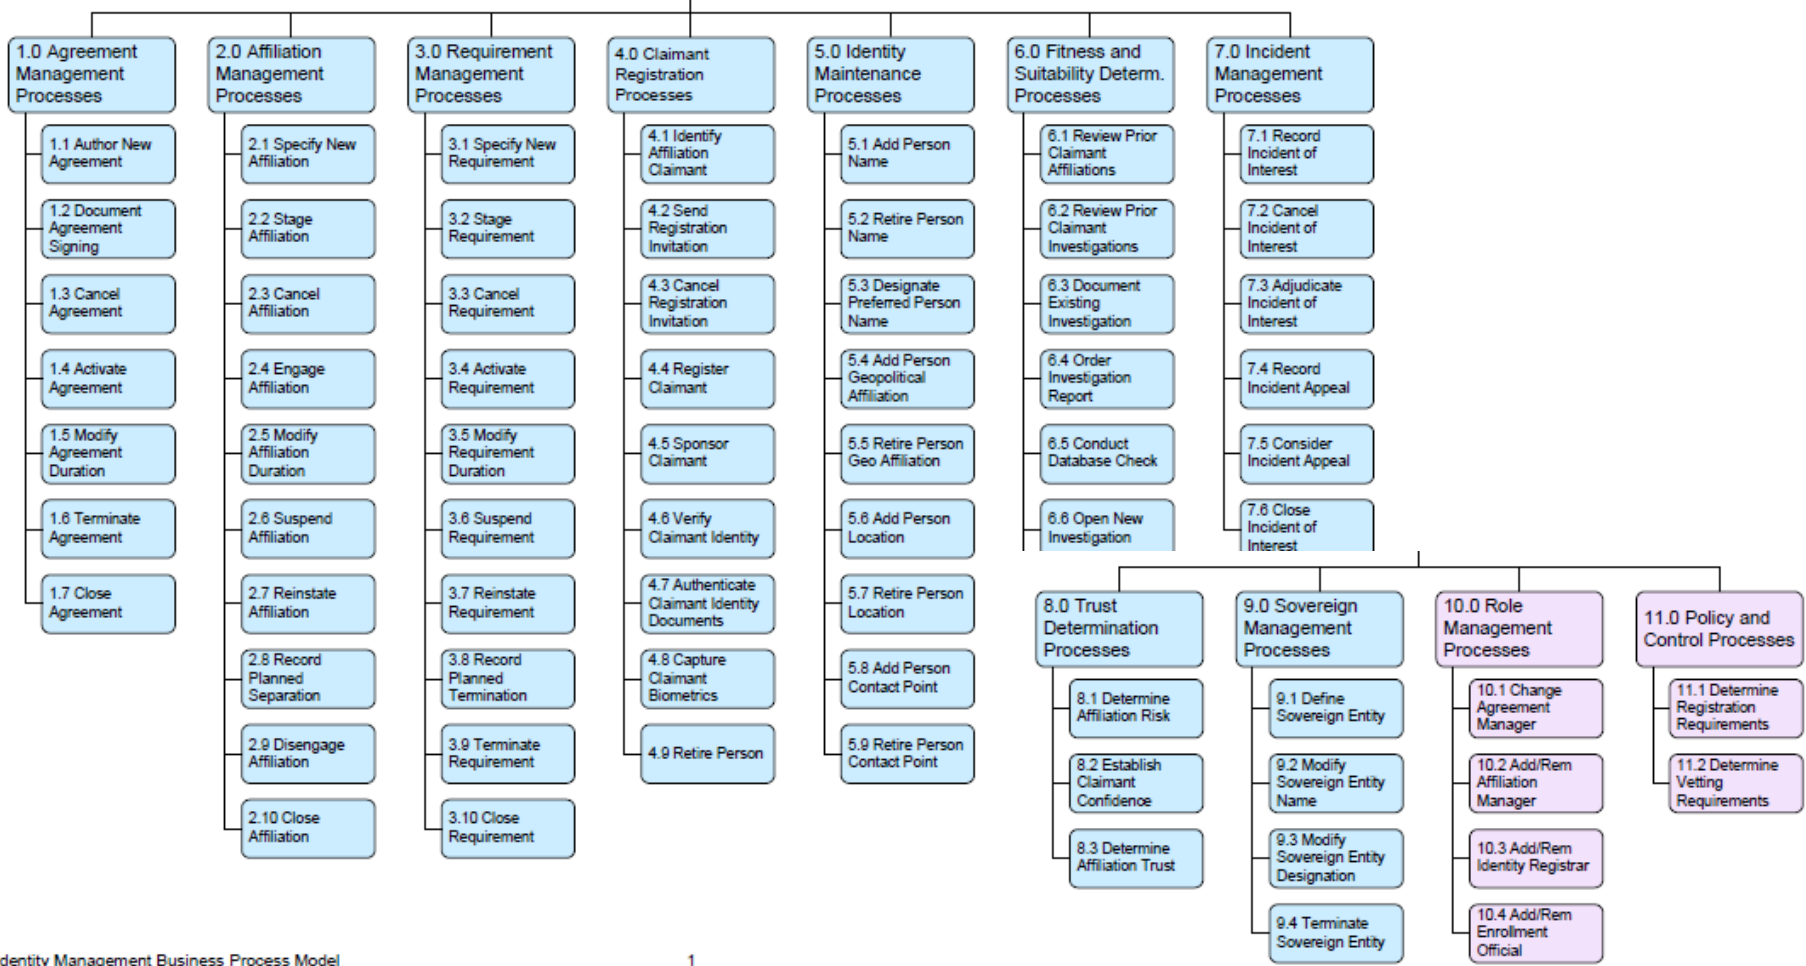 1.0 Agreement
Management
Processes
1.1 Author New
Agreement
1.2 Document
Agreement
Signing
1.3 Cancel
Agreement
1.4 Activate
Agreement
1.5 Modify
Agreement
Duration
1.6 Terminate
Agreement
1.7 Close
Agreement
2.0 Affiliation
Management
Processes
2.1 Specify New
Affiliation
2.2 Stage
Affiliation
2.3 Cancel
Affiliation
2.4 Engage
Affiliation
2.5 Modify
Affiliation
Duration
2.6 Suspend
Affiliation
2.7 Reinstate
Affiliation
2.8 Record
Planned
Separation
2.9 Disengage
Affiliation
2.10 Close
Affiliation
3.0 Requirement
Management
Processes
3.1 Specify New
Requirement
3.2 Stage
Requirement
3.3 Cancel
Requirement
3.4 Activate
Requirement
3.5 Modify
Requirement
Duration
3.6 Suspend
Requirement
3.7 Reinstate
Requirement
3.8 Record
Planned
Termination
3.9 Terminate
Requirement
3.10 Close
Requirement
4.0 Claimant
Registration
Processes
4.1 Identify
Affiliation
Claimant
4.2 Send
Registration
Invitation
4.3 Cancel
Registration
Invitation
4.4 Register
Claimant
4.5 Sponsor
Claimant
4.6 Verify
Claimant Identity
4.7 Authenticate
Claimant Identity
Documents
4.8 Capture
Claimant
Biometrics
4.9 Retire Person
5.0 Identity
Maintenance
Processes
5.1 Add Person
Name
5.2 Retire Person
Name
5.3 Designate
Preferred Person
Name
5.4 Add Person
Geopolitical
Affiliation
5.5 Retire Person
Geo Affiliation
5.6 Add Person
Location
5.7 Retire Person
Location
5.8 Add Person
Contact Point
5.9 Retire Person
Contact Point
6.0 Fitness and
Suitability Determ.
Processes
6.1 Review Prior
Claimant
Affiliations
6.2 Review Prior
Claimant
Investigations
6.3 Document
Existing
Investigation
6.4 Order
Investigation
Report
6.5 Conduct
Database Check
6.6 Open New
Investigation
7.0 Incident
Management
Processes
7.1 Record
Incident of
Interest
7.2 Cancel
Incident of
Interest
7.3 Adjudicate
Incident of
Interest
7.4 Record
Incident Appeal
7.5 Consider
Incident Appeal
7.6 Close
Incident of
Interest
8.0 Trust
Determination
Processes
8.1 Determine
Affiliation Risk
8.2 Establish
Claimant
Confidence
8.3 Determine
Affiliation Trust
9.0 Sovereign
Management
Processes
9.1 Define
Sovereign Entity
9.2 Modify
Sovereign Entity
Name
9.3 Modify
Sovereign Entity
Designation
9.4 Terminate
Sovereign Entity
10.0 Role
Management
Processes
10.1 Change
Agreement
Manager
10.2 Add/Rem
Affiliation
Manager
10.3 Add/Rem
Identity Registrar
10.4 Add/Rem
Enrollment
Official
11.0 Policy and
Control Processes
11.1 Determine
Registration
Requirements
11.2 Determine
Vetting
Requirements
dentity Management Business Process Model
1